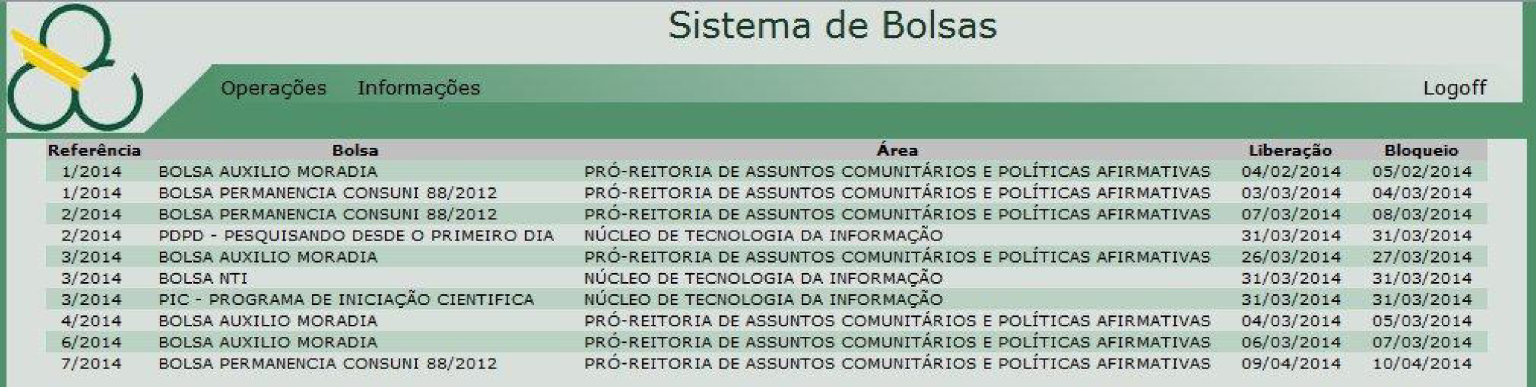 Sistema de Bolsas
Operações Informações Logoff
Referência Bolsa Área Liberação Bloqueio
1/2014 BOLSA AUXILIO MORADIA PRÓ-REITORIA DE ASSUNTOS COMUNITÁRIOS E POLÍTICAS AFIRMATIVAS 04/02/2014 05/02/2014
1/2014 BOLSA PERMANENCIA CONSUNI 88/2012 PRÓ-REITORIA DE ASSUNTOS COMUNITÁRIOS E POLÍTICAS AFIRMATIVAS 03/03/2014 04/03/2014
2/2014 BOLSA PERMANENCIA CONSUNI 88/2012 PRÓ-REITORIA DE ASSUNTOS COMUNITÁRIOS E POLÍTICAS AFIRMATIVAS 07/03/2014 08/03/2014
2/2014 PDPD - PESQUISANDO DESDE O PRIMEIRO DIA NÚCLEO DE TECNOLOGIA DA INFORMAÇÃO 31/03/2014 31/03/2014
3/2014 BOLSA AUXILIO MORADIA PRÓ-REITORIA DE ASSUNTOS COMUNITÁRIOS E POLÍTICAS AFIRMATIVAS 26/03/2014 27/03/2014
3/2014 BOLSA NTI NÚCLEO DE TECNOLOGIA DA INFORMAÇÃO 31/03/2014 31/03/2014
3/2014 PIC - PROGRAMA DE INICIAÇÃO CIENTIFICA NÚCLEO DE TECNOLOGIA DA INFORMAÇÃO 31/03/2014 31/03/2014
4/2014 BOLSA AUXILIO MORADIA PRÓ-REITORIA DE ASSUNTOS COMUNITÁRIOS E POLÍTICAS AFIRMATIVAS 04/03/2014 05/03/2014
6/2014 BOLSA AUXILIO MORADIA PRÓ-REITORIA DE ASSUNTOS COMUNITÁRIOS E POLÍTICAS AFIRMATIVAS 06/03/2014 07/03/2014
7/2014 BOLSA PERMANENCIA CONSUNI 88/2012 PRÓ-REITORIA DE ASSUNTOS COMUNITÁRIOS E POLÍTICAS AFIRMATIVAS 09/04/2014 10/04/2014